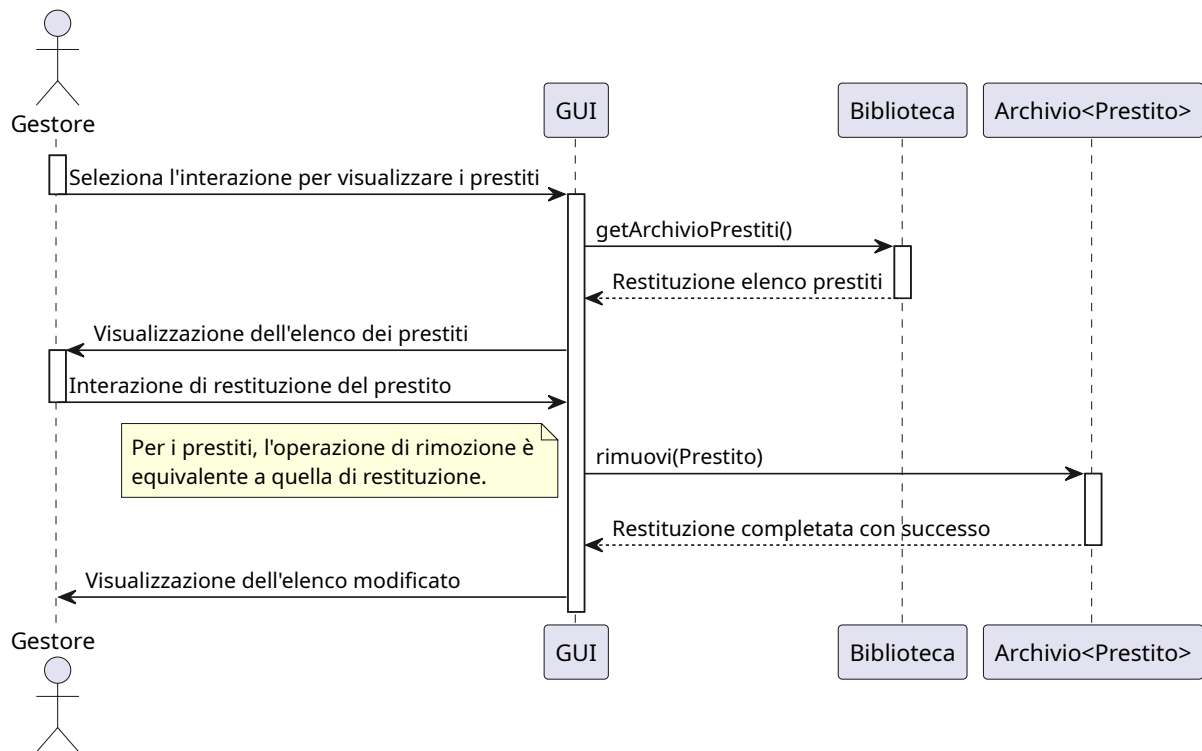 Gestore
GUI
Biblioteca
Archivio<Prestito>
Seleziona l'interazione per visualizzare i prestiti
getArchivioPrestiti()
Restituzione elenco prestiti
Visualizzazione dell'elenco dei prestiti
Interazione di restituzione del prestito
Per i prestiti, l'operazione di rimozione è
equivalente a quella di restituzione.
rimuovi(Prestito)
Restituzione completata con successo
Visualizzazione dell'elenco modificato
Gestore
GUI
Biblioteca
Archivio<Prestito>